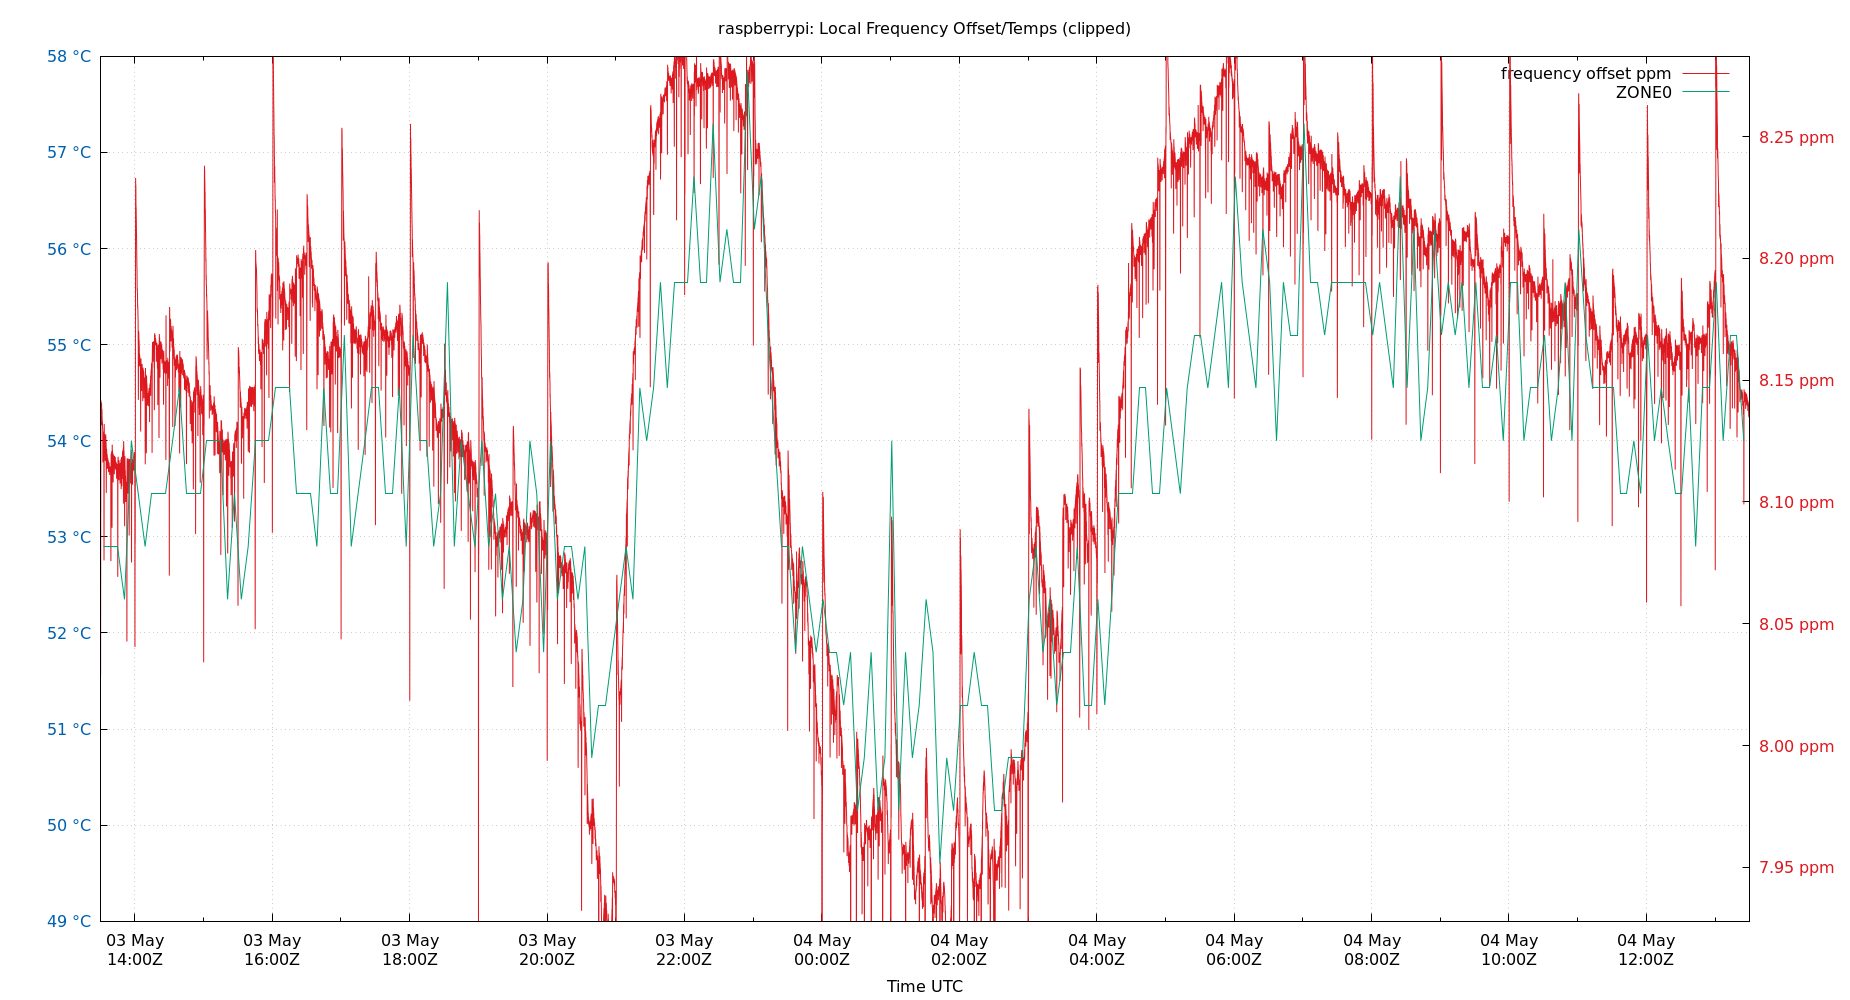 raspberrypi: Local Frequency Offset/Temps (clipped)
58 °C
57 °C
56 °C
55 °C
54 °C
53 °C
52 °C
51 °C
50 °C
49 °C
frequency offset ppm
ZONE0
8.25 ppm
8.20 ppm
8.15 ppm
8.10 ppm
8.05 ppm
8.00 ppm
7.95 ppm
03 May 03 May 03 May 03 May 03 May 04 May 04 May 04 May 04 May 04 May 04 May 04 May
14:00Z 16:00Z 18:00Z 20:00Z 22:00Z 00:00Z 02:00Z 04:00Z 06:00Z 08:00Z 10:00Z 12:00Z
Time UTC